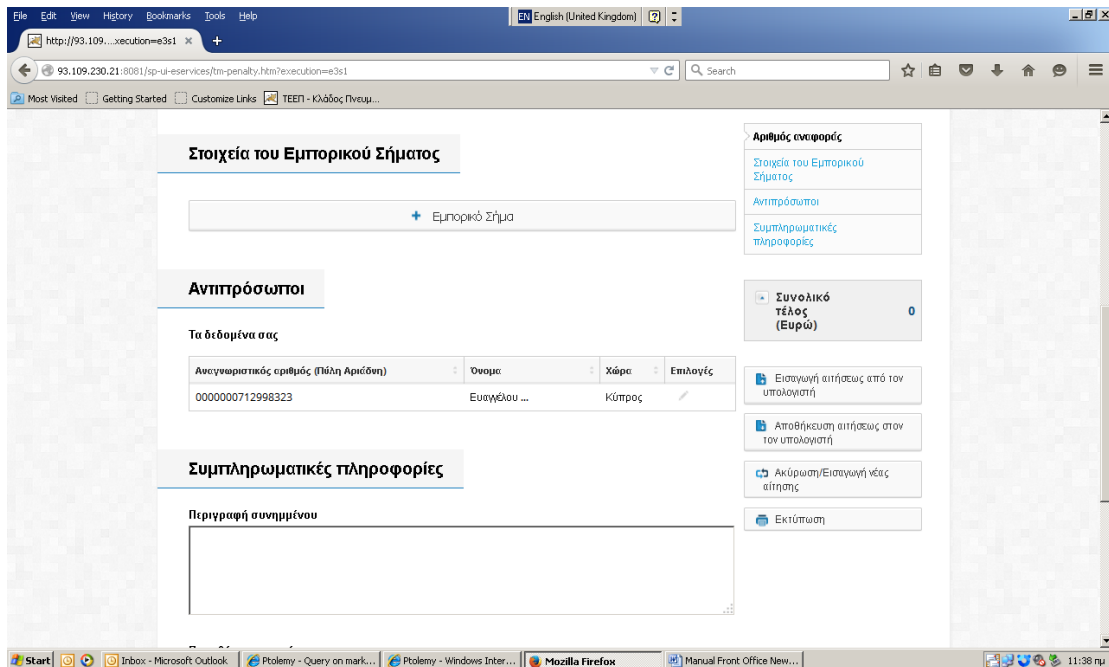 File Edit View History Bookmarks Tools Help
EN English (United Kingdom)
http://93.109....xecution=e3s1
93.109.230.21:8081/sp-ui-eservices/tm-penalty.htm?execution=e3s1
Search
Most Visited Getting Started Customize Links ΤΕΕΠ - Κλάδος Πνευμ...
Στοιχεία του Εμπορικού Σήματος
+ Εμπορικό Σήμα
Αντιπρόσωποι
Τα δεδομένα σας
Αναγνωριστικός αριθμός (Πύλη Αριάδνη) Όνομα Χώρα Επιλογές
0000000712998323 Ευαγγέλου ... Κύπρος
Συμπληρωματικές πληροφορίες
Περιγραφή συνημμένου
Αριθμός αναφοράς
Στοιχεία του Εμπορικού
Σήματος
Αντιπρόσωποι
Συμπληρωματικές
πληροφορίες
Συνολικό
τέλος 0
(Ευρώ)
Εισαγωγή αιτήσεως από τον
υπολογιστή
Αποθήκευση αιτήσεως στον
τον υπολογιστή
Ακύρωση/Εισαγωγή νέας
αίτησης
Εκτύπωση
Start Inbox - Microsoft Outlook Ptolemy - Query on mark... Ptolemy - Windows Inter... Mozilla Firefox Manual Front Office New... 11:38 πμ